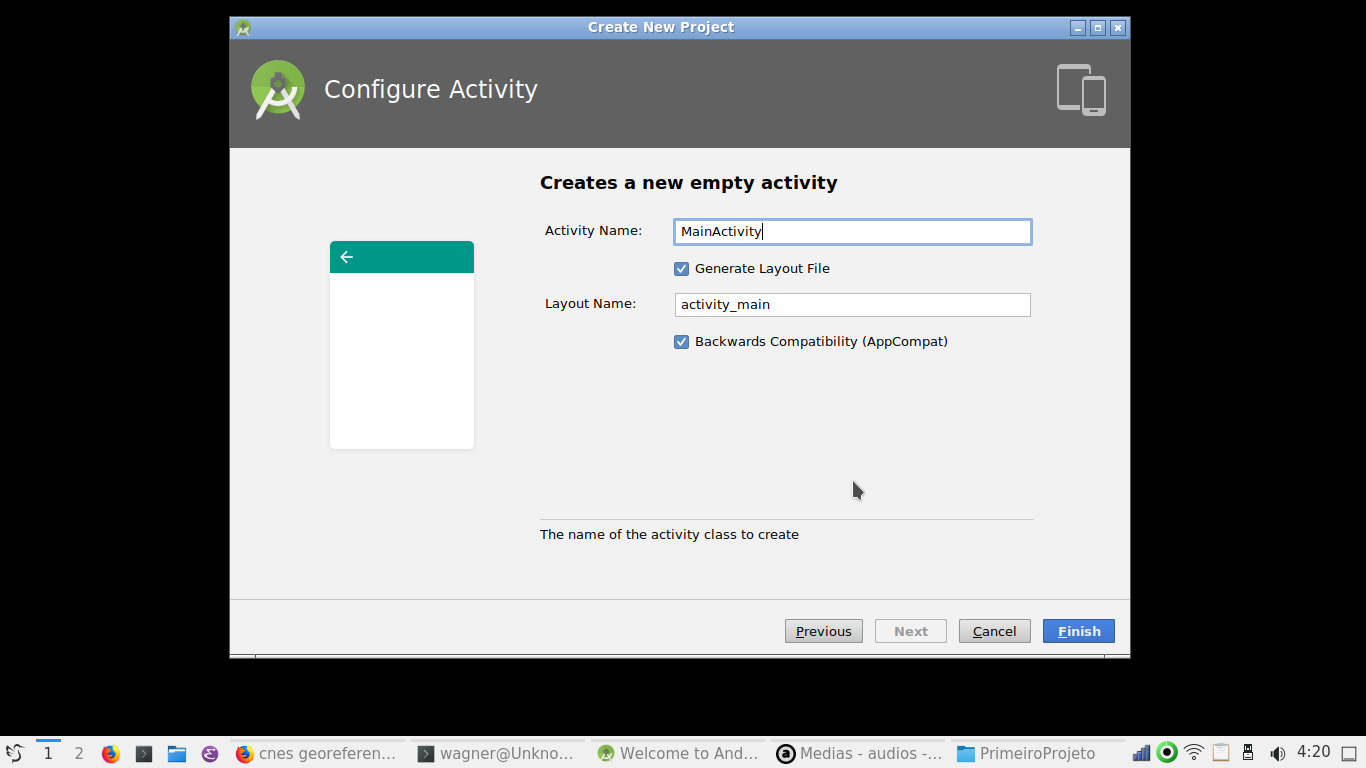 Create New Project
Configure Activity
Creates a new empty activity
Activity Name: MainActivity
Generate Layout File
Layout Name: activity_main
Backwards Compatibility (AppCompat)
The name of the activity class to create
Previous Next Cancel Finish
1 2 cnes georeferen... wagner@Unkno... Welcome to And... Medias - audios -... PrimeiroProjeto 4:20